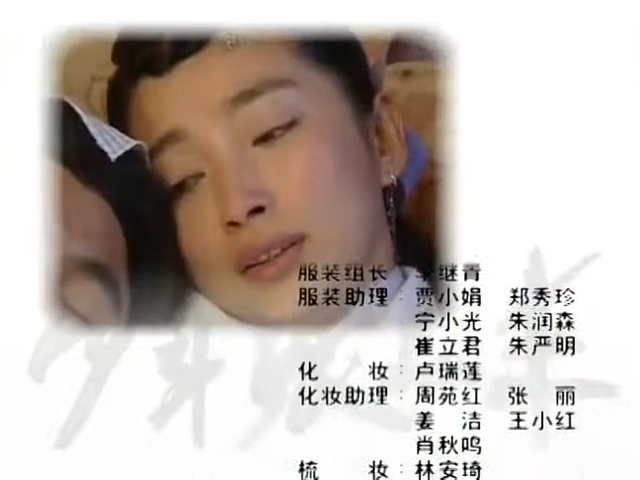 服装组长：李继青
服装助理：贾小娟 郑秀珍
宁小光 朱润森
崔立君 朱严明
化 妆：卢瑞莲
化妆助理：周苑红 张 丽
姜 洁 王小红
肖秋鸣
梳 妆：林安琦